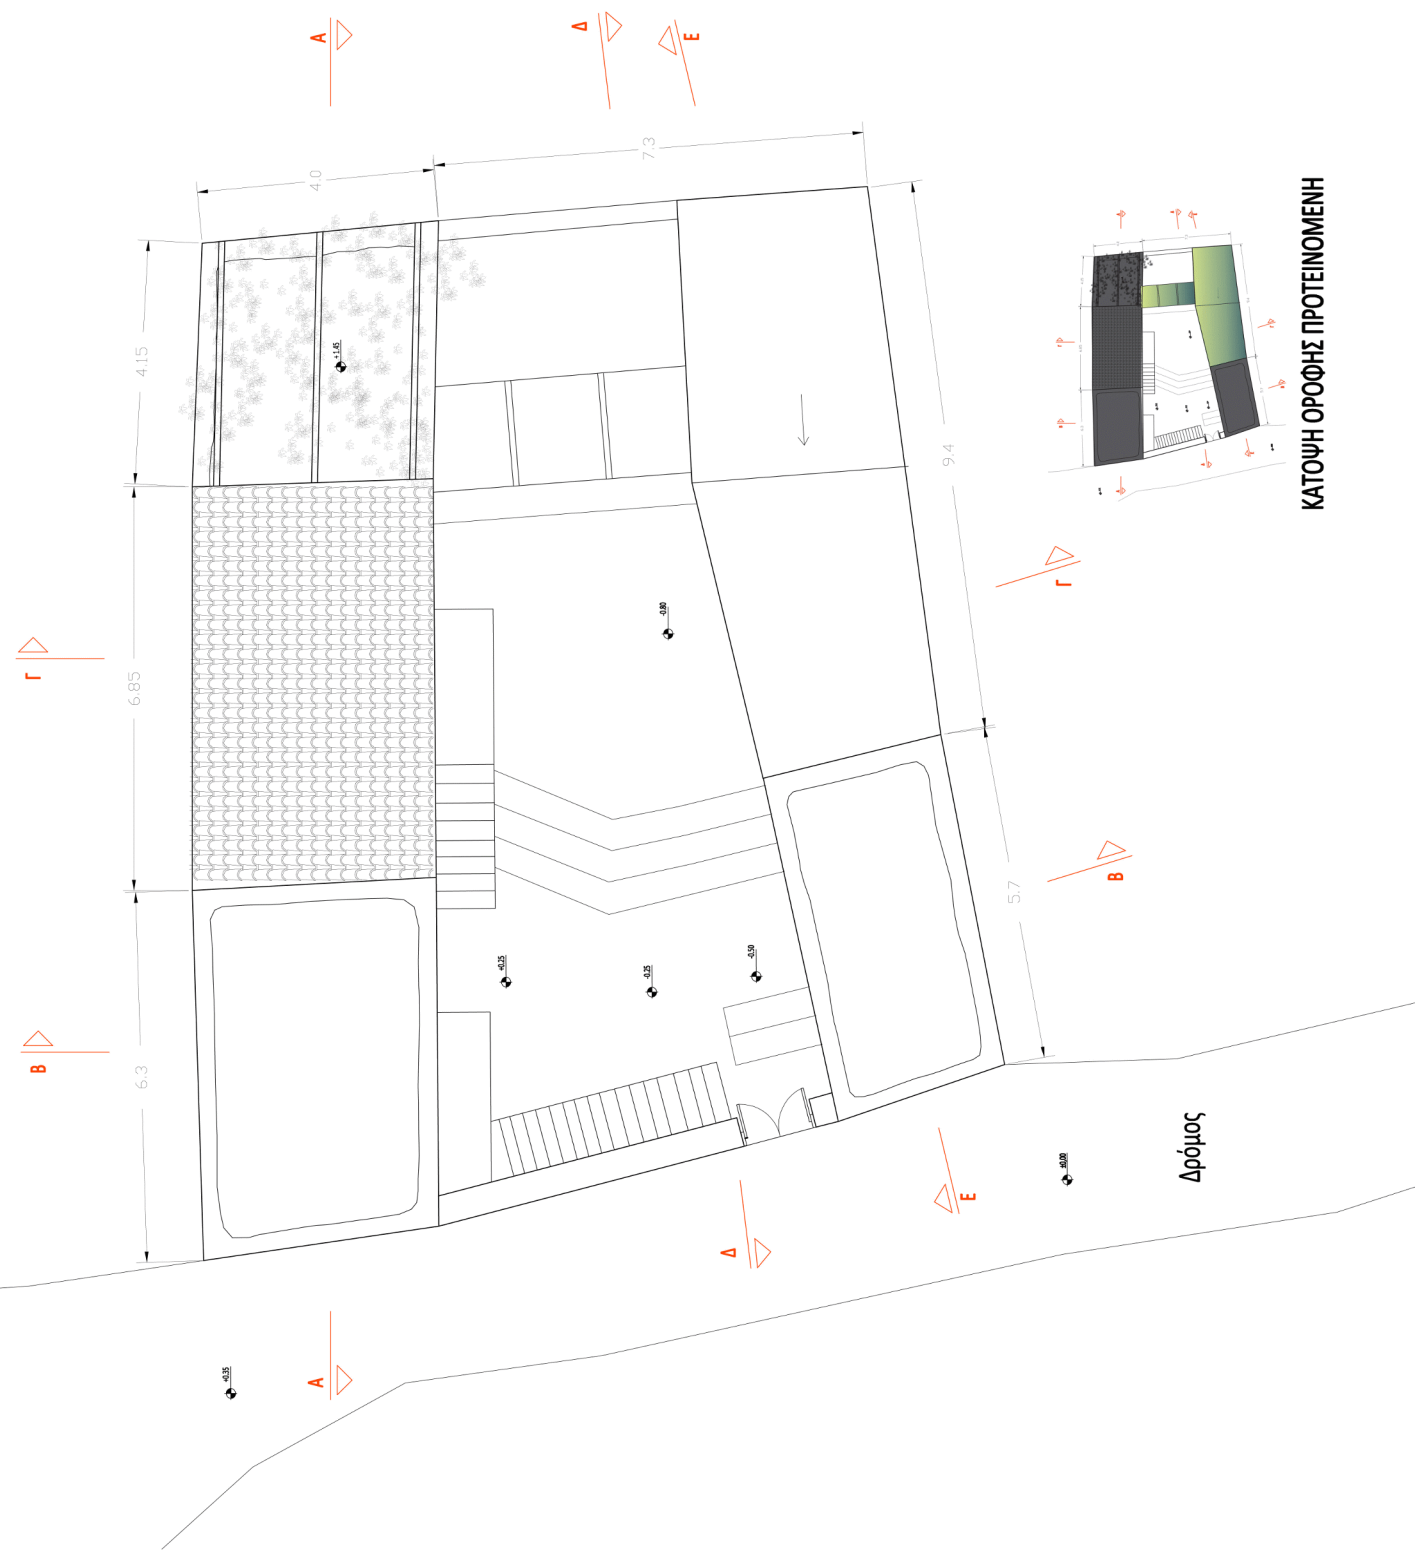 Α
Δ
Ε
7.3
4.0
4.15
+1.45
9.4
ΚΑΤΟΨΗ ΟΡΟΦΗΣ ΠΡΟΤΕΙΝΟΜΕΝΗ
Γ
-0.80
Γ
6.85
Β
5.7
+0.25
-0.25
-0.50
Β
6.3
Δρόμος
±0,00
Ε
Δ
+0.35
Α